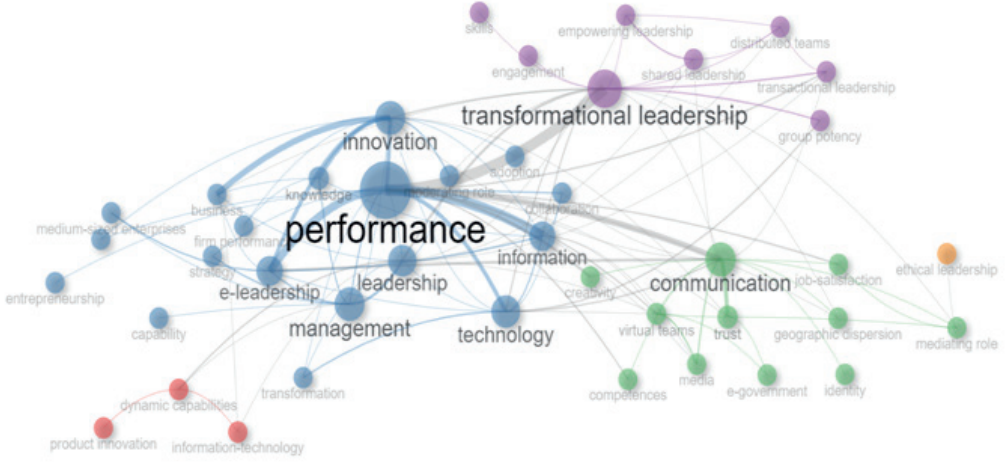 skills
empowering leadership
distributed teams
engagement
shared leadership
transactional leadership
transformational leadership
group potency
innovation
adoption
knowledge
moderating role
business
collaboration
medium-sized enterprises
performance
firm performance
information
strategy
ethical leadership
leadership
communication
job-satisfaction
e-leadership
creativity
entrepreneurship
management
technology
capability
virtual teams
trust
geographic dispersion
mediating role
media
transformation
competences
e-government
identity
dynamic capabilities
product innovation
information-technology